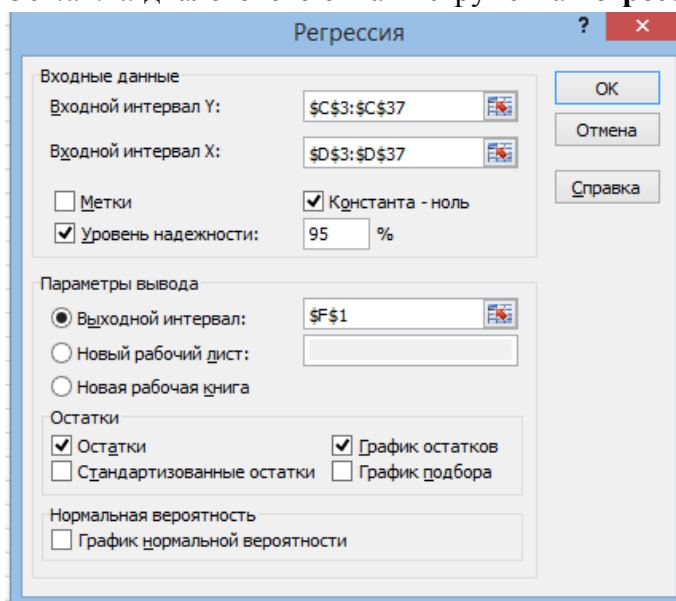 Регрессия
? ×
Входные данные
Входной интервал Y: $C$3:$C$37
Входной интервал X: $D$3:$D$37
Метки Константа - ноль
Уровень надежности: 95 %
OK
Отмена
Справка
Параметры вывода
Выходной интервал: $F$1
Новый рабочий лист:
Новая рабочая книга
Остатки
Остатки График остатков
Стандартизованные остатки График подбора
Нормальная вероятность
График нормальной вероятности